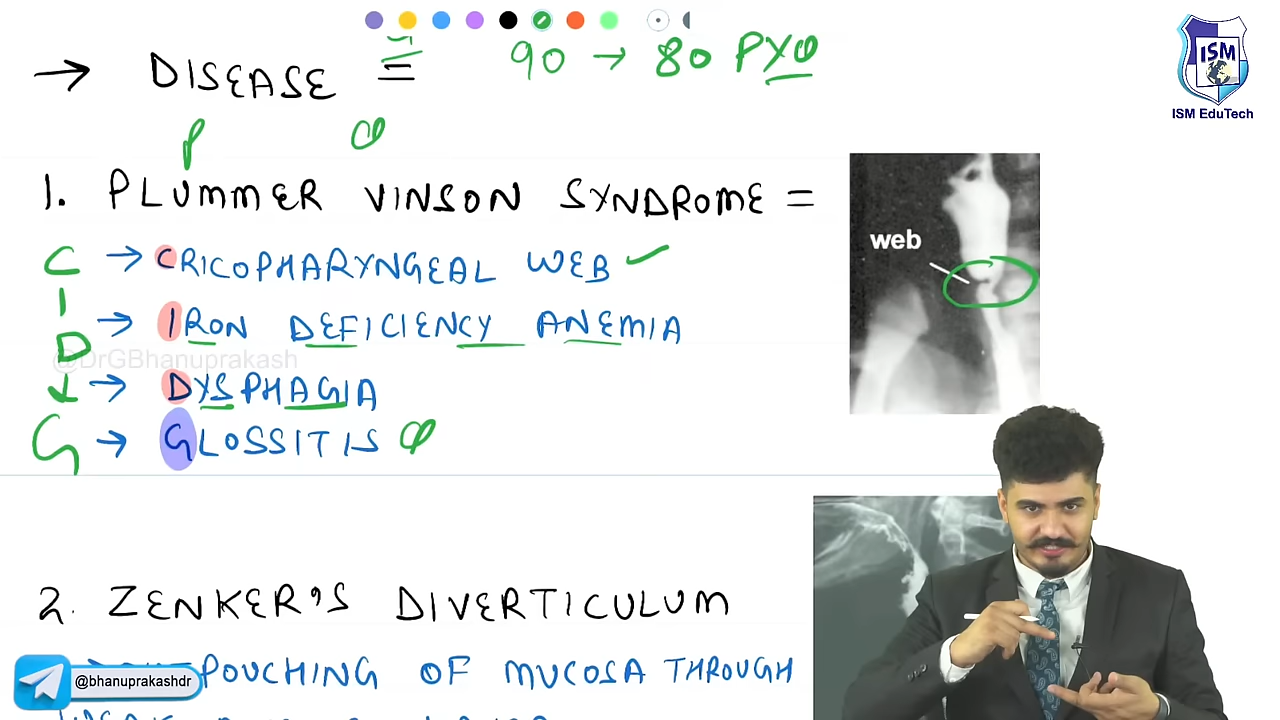 → DISEASE = 90 → 80 PYQ
ISM
ISM EduTech
P
1. PLUMMER VINSON SYNDROME =
web
C → CRICOPHARYNGEAL WEB ✓
I → IRON DEFICIENCY ANEMIA
D
@DrGBhanuprakash
→ DYSPHAGIA
G → GLOSSITIS
2. ZENKER'S DIVERTICULUM
POUCHING OF MUCOSA THROUGH
@bhanuprakashdr